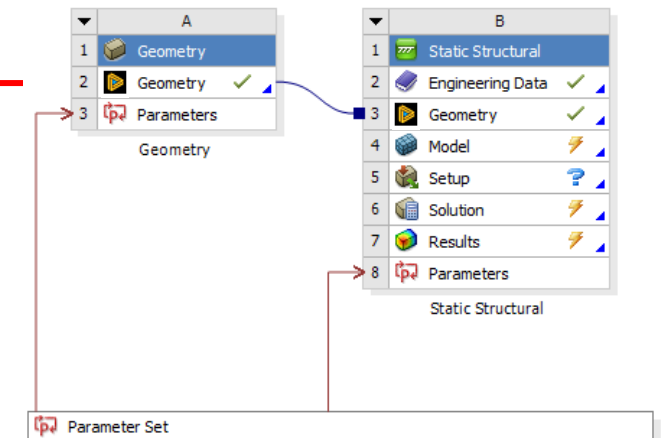 A
1 Geometry
2 Geometry
3 Parameters
Geometry
B
1 Static Structural
2 Engineering Data
3 Geometry
4 Model
5 Setup
6 Solution
7 Results
8 Parameters
Static Structural
Parameter Set